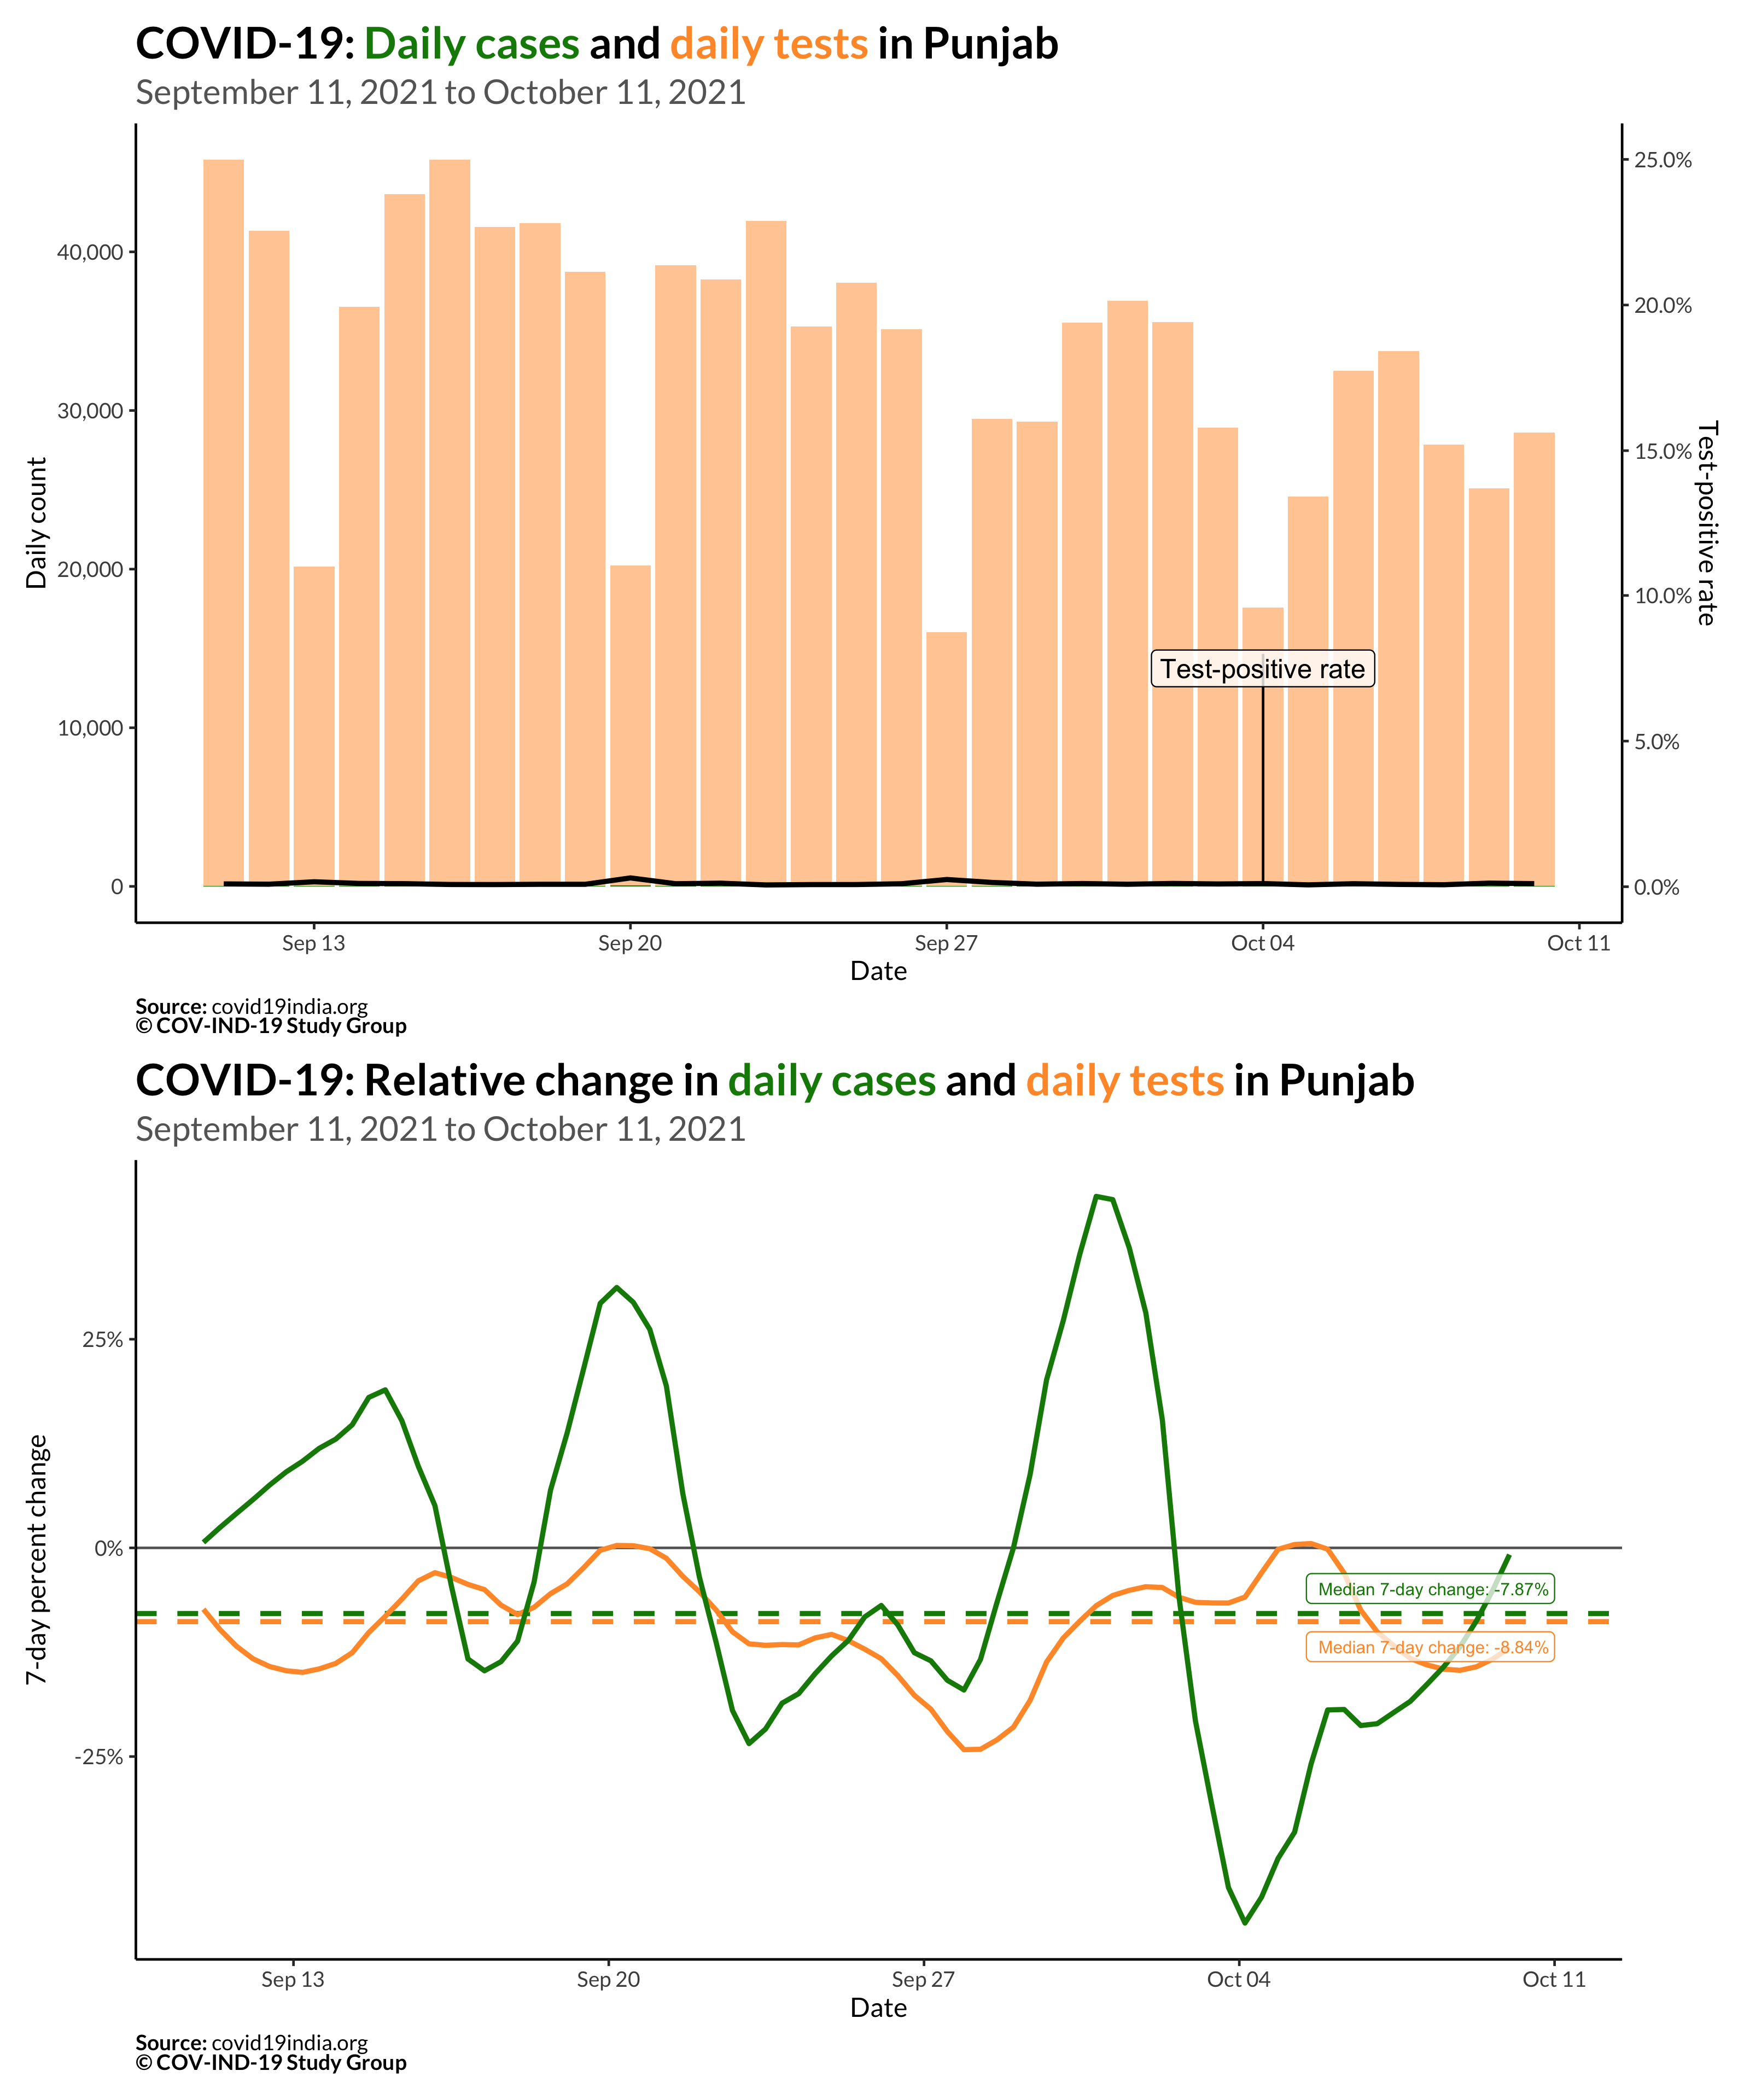 COVID-19: Daily cases and daily tests in Punjab
September 11, 2021 to October 11, 2021
Daily count
40,000
30,000
20,000
10,000
0
25.0%
20.0%
15.0%
10.0%
5.0%
0.0%
Test-positive rate
Test-positive rate
Sep 13
Sep 20
Sep 27
Oct 04
Oct 11
Date
Source: covid19india.org
© COV-IND-19 Study Group
COVID-19: Relative change in daily cases and daily tests in Punjab
September 11, 2021 to October 11, 2021
7-day percent change
25%
0%
-25%
Median 7-day change: -7.87%
Median 7-day change: -8.84%
Sep 13
Sep 20
Sep 27
Oct 04
Oct 11
Date
Source: covid19india.org
© COV-IND-19 Study Group